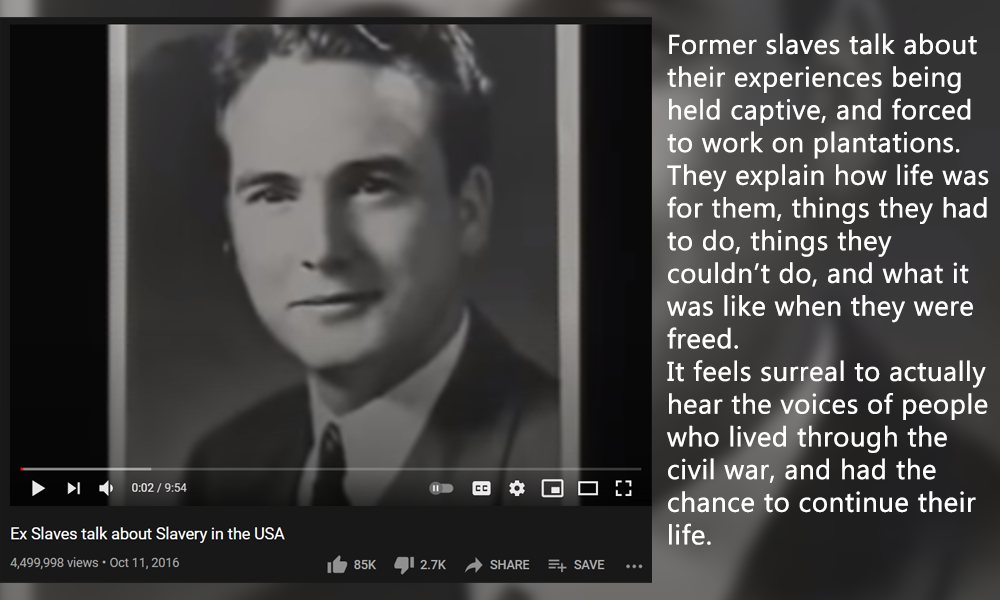 0:02 / 9:54
CC
Ex Slaves talk about Slavery in the USA
4,499,998 views • Oct 11, 2016
85K 2.7K SHARE SAVE
Former slaves talk about
their experiences being
held captive, and forced
to work on plantations.
They explain how life was
for them, things they had
to do, things they
couldn’t do, and what it
was like when they were
freed.
It feels surreal to actually
hear the voices of people
who lived through the
civil war, and had the
chance to continue their
life.